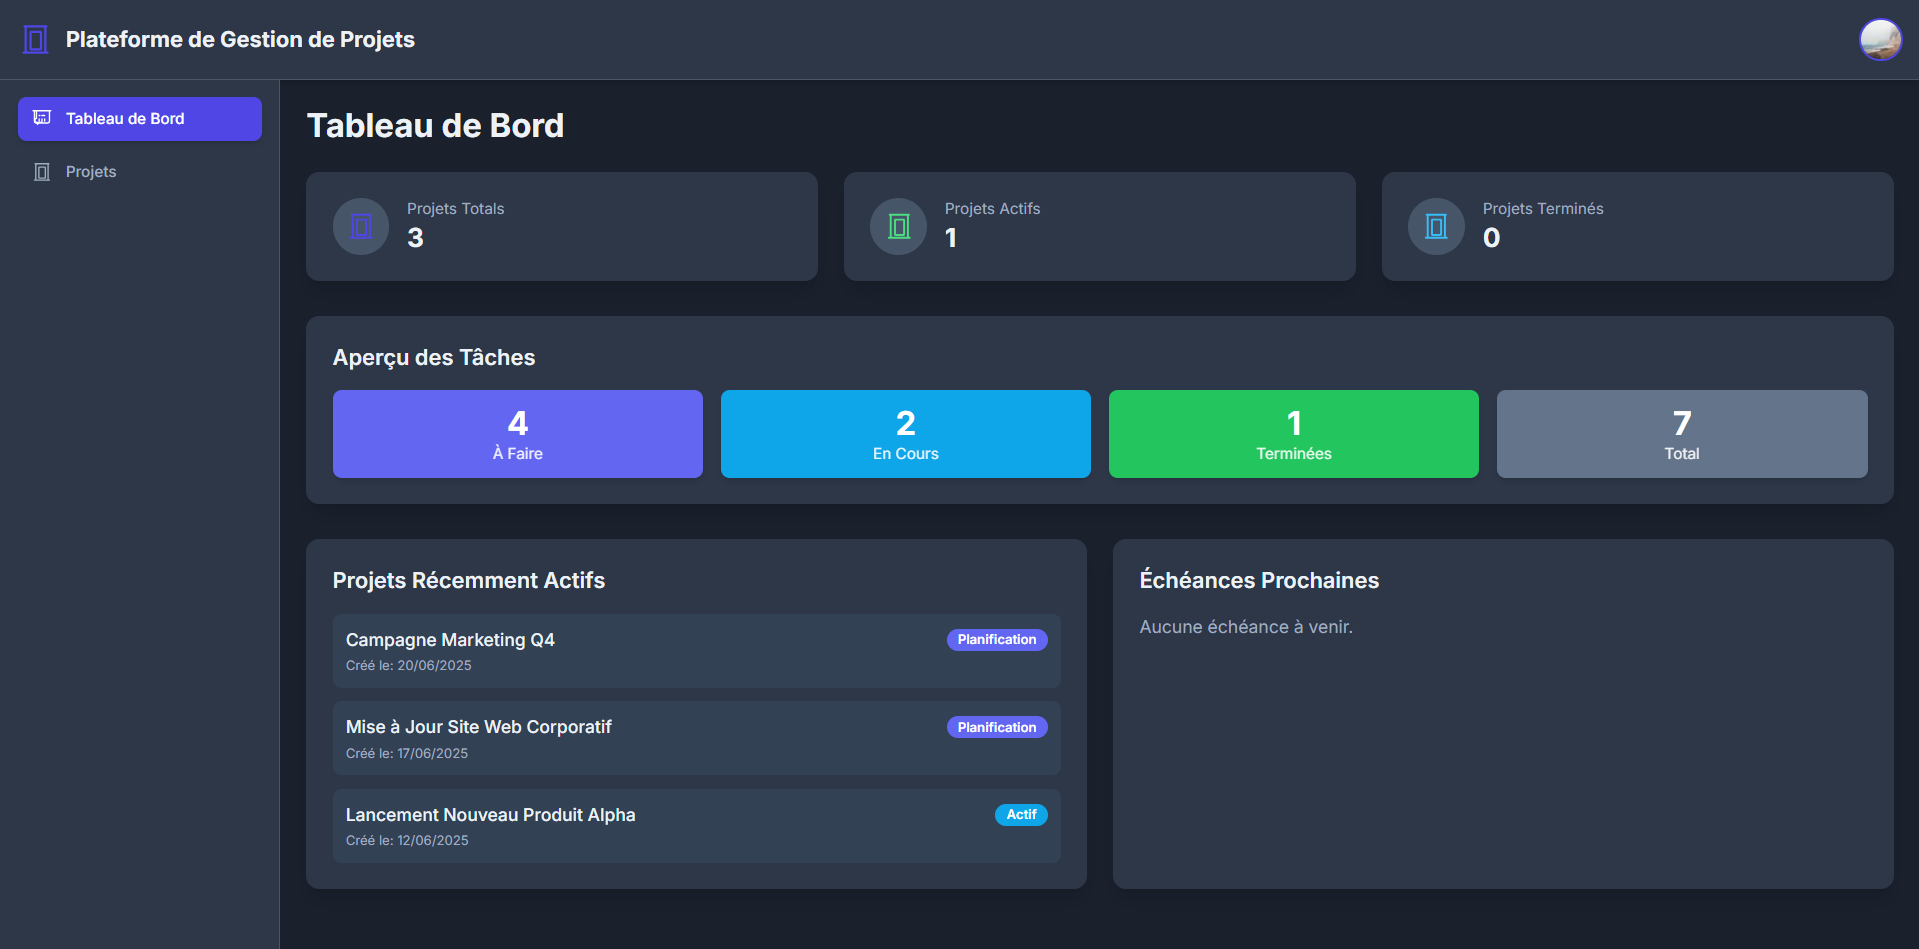 Plateforme de Gestion de Projets
Tableau de Bord
Projets
Tableau de Bord
Projets Totals
3
Projets Actifs
1
Projets Terminés
0
Aperçu des Tâches
4
À Faire
2
En Cours
1
Terminées
7
Total
Projets Récemment Actifs
Campagne Marketing Q4
Planification
Créé le: 20/06/2025
Mise à Jour Site Web Corporatif
Planification
Créé le: 17/06/2025
Lancement Nouveau Produit Alpha
Actif
Créé le: 12/06/2025
Échéances Prochaines
Aucune échéance à venir.